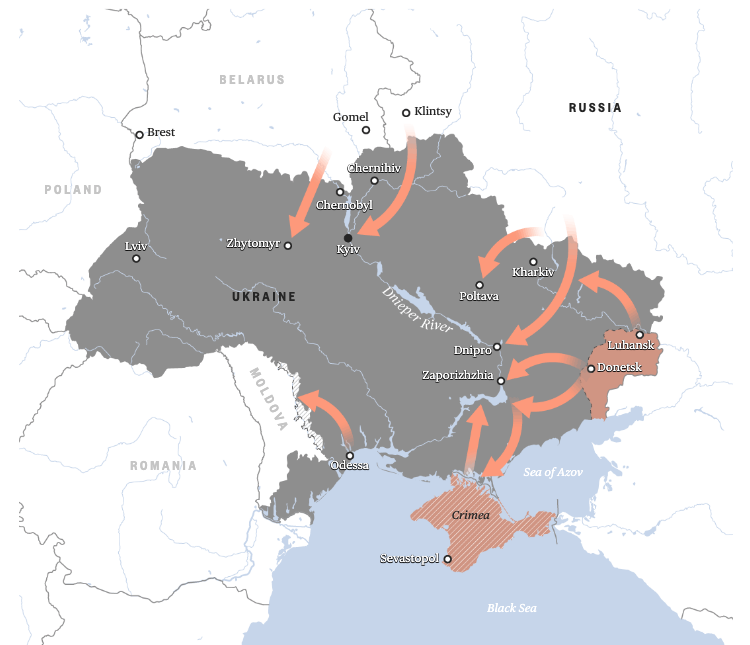 BELARUS
RUSSIA
Gomel
Klintsy
Brest
Chernihiv
POLAND
Chernobyl
Lviv
Zhytomyr
Kyiv
Kharkiv
UKRAINE
Poltava
Dnieper River
Dnipro
Luhansk
Donetsk
Zaporizhzhia
MOLDOVA
ROMANIA
Odessa
Sea of Azov
Crimea
Sevastopol
Black Sea